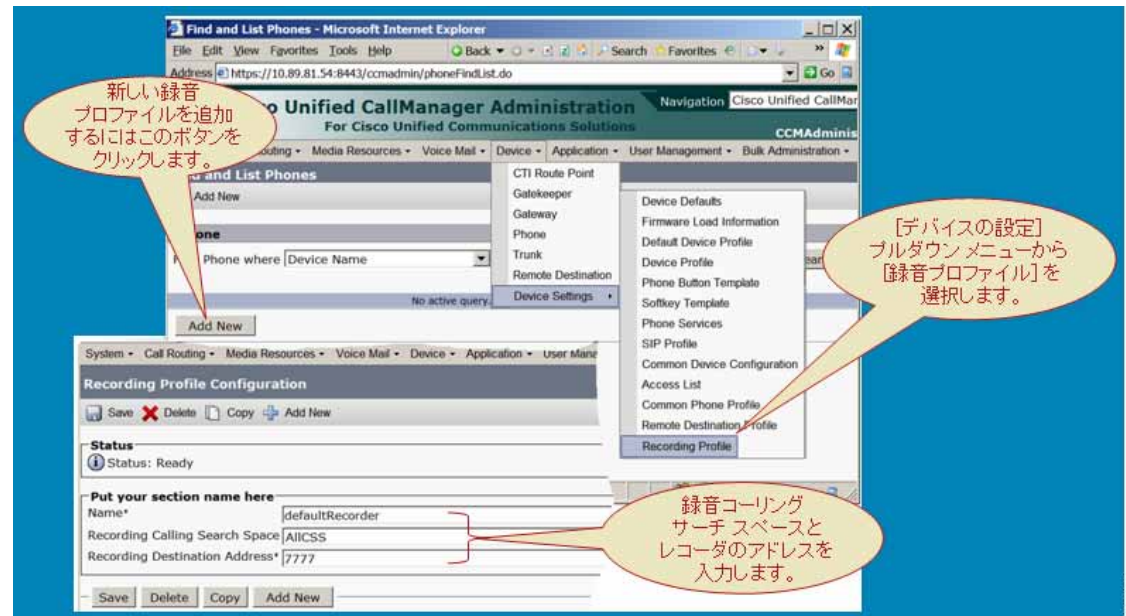 Find and List Phones - Microsoft Internet Explorer
File Edit View Favorites Tools Help Back Search Favorites
Address https://10.89.81.54:8443/ccmadmin/phoneFindList.do Go
Unified CallManager Administration
For Cisco Unified Communications Solutions
Navigation Cisco Unified CallMar
CCMAdminis
Media Resources Voice Mail Device Application User Management Bulk Administration
and List Phones
Add New
Phone where Device Name
No active query.
Add New
CTI Route Point
Gatekeeper
Gateway
Phone
Trunk
Remote Destination
Device Settings
Device Defaults
Firmware Load Information
Default Device Profile
Device Profile
Phone Button Template
Softkey Template
Phone Services
SIP Profile
Common Device Configuration
Access List
Common Phone Profile
Remote Destination Profile
Recording Profile
新しい録音
プロファイルを追加
するにはこのボタンを
クリックします。
[デバイスの設定]
プルダウン メニューから
[録音プロファイル] を
選択します。
System Call Routing Media Resources Voice Mail Device Application User Mana
Recording Profile Configuration
Save Delete Copy Add New
Status
Status: Ready
Put your section name here
Name* defaultRecorder
Recording Calling Search Space AllCSS
Recording Destination Address* 7777
Save Delete Copy Add New
録音コーリング
サーチ スペースと
レコーダのアドレスを
入力します。